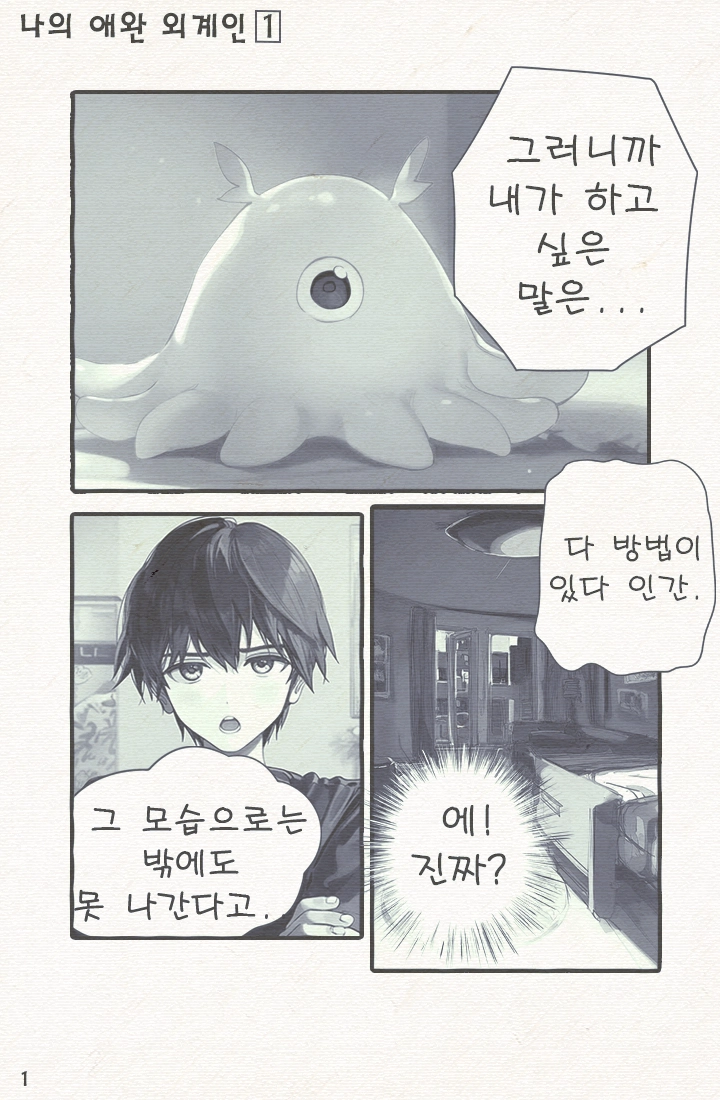 나의 애완 외계인 1
그러니까
내가 하고
싶은
말은...
그 모습으로는
밖에도
못 나간다고.
다 방법이
있다 인간.
에!
진짜?
1